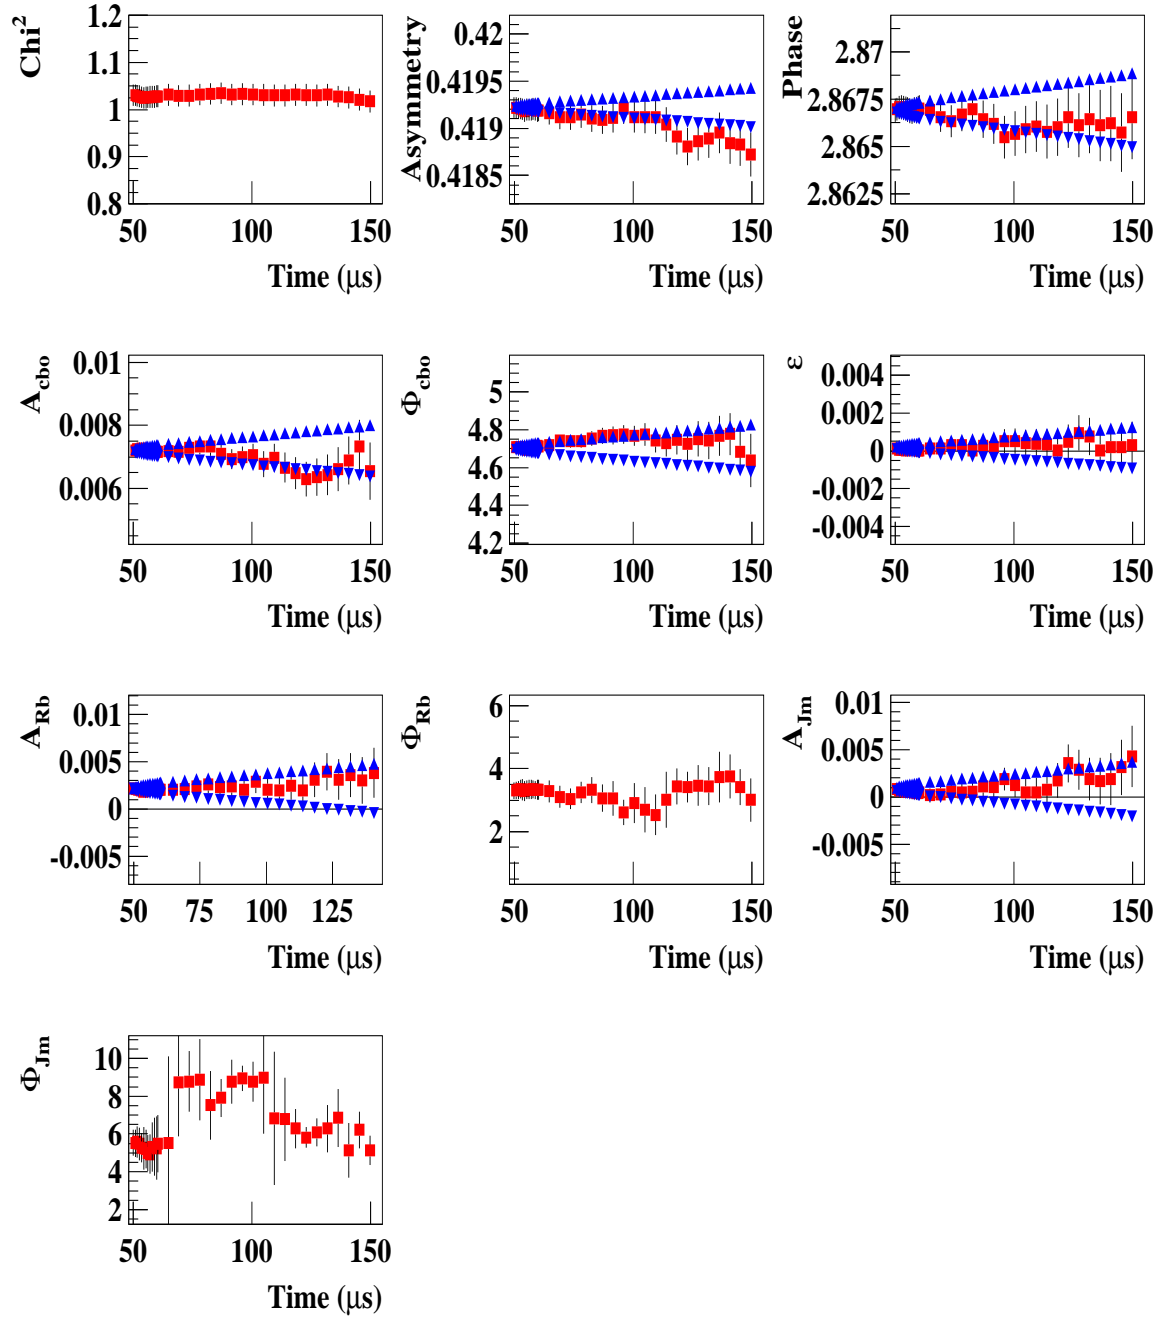 Chi²
1.2
1.1
1
0.9
0.8
50 100 150
Time (μs)
Asymmetry
0.42
0.4195
0.419
0.4185
50 100 150
Time (μs)
Phase
2.87
2.8675
2.865
2.8625
50 100 150
Time (μs)
A_cbo
0.01
0.008
0.006
50 100 150
Time (μs)
Φ_cbo
5
4.8
4.6
4.4
4.2
50 100 150
Time (μs)
ε
0.004
0.002
0
-0.002
-0.004
50 100 150
Time (μs)
A_Rb
0.01
0.005
0
-0.005
50 75 100 125
Time (μs)
Φ_Rb
6
4
2
50 100 150
Time (μs)
A_Jm
0.01
0.005
0
-0.005
50 100 150
Time (μs)
Φ_Jm
10
8
6
4
2
50 100 150
Time (μs)